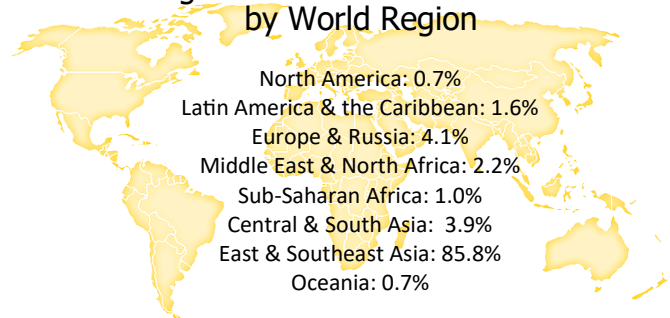 by World Region
North America: 0.7%
Latin America & the Caribbean: 1.6%
Europe & Russia: 4.1%
Middle East & North Africa: 2.2%
Sub-Saharan Africa: 1.0%
Central & South Asia:  3.9%
East & Southeast Asia: 85.8%
Oceania: 0.7%